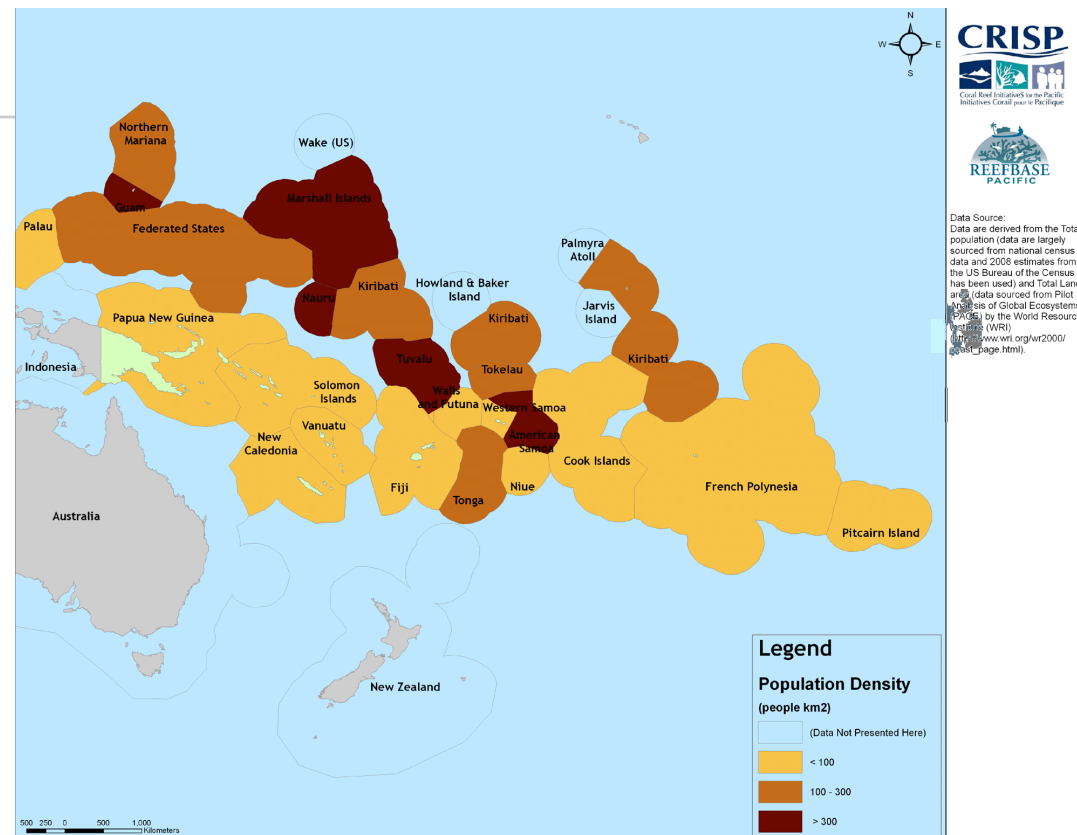 N
W
E
S
CRISP
Coral Reef InitiativeS for the Pacific
Initiatives Corail pour le Pacifique
REEFBASE
PACIFIC
Northern
Mariana
Wake (US)
Guam
Marshall Islands
Palau
Federated States
Palmyra
Atoll
Howland & Baker
Island
Kiribati
Nauru
Jarvis
Island
Papua New Guinea
Kiribati
Kiribati
Indonesia
Tuvalu
Tokelau
Solomon
Islands
Wallis
and Futuna
Western Samoa
Vanuatu
American
Samoa
New
Caledonia
Cook Islands
Fiji
Tonga
Niue
French Polynesia
Australia
Pitcairn Island
New Zealand
Data Source:
Data are derived from the Tota
population (data are largely
sourced from national census
data and 2008 estimates from
the US Bureau of the Census
has been used) and Total Lanc
area (data sourced from Pilot
Analysis of Global Ecosystems
(PAGE) by the World Resourc
Institute (WRI)
Legend
Population Density
(people km2)
(Data Not Presented Here)
< 100
100 - 300
> 300
500 250 0 500 1,000
Kilometers